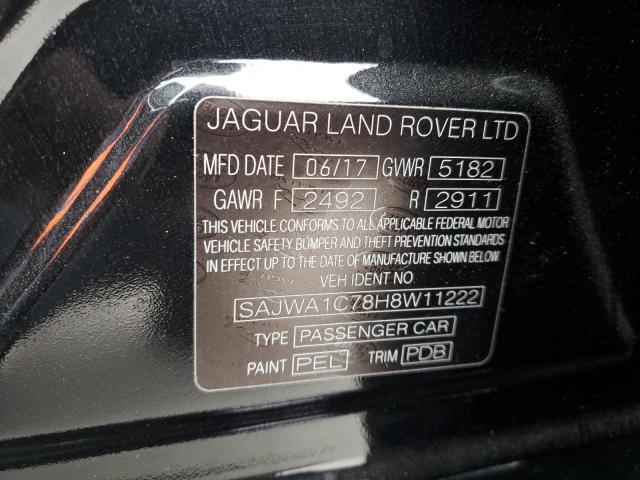 JAGUAR LAND ROVER LTD
MFD DATE 06/17 GVWR 5182
GAWR F 2492 R 2911
THIS VEHICLE CONFORMS TO ALL APPLICABLE FEDERAL MOTOR
VEHICLE SAFETY BUMPER AND THEFT PREVENTION STANDARDS
IN EFFECT UP TO THE DATE OF MANUFACTURE SHOWN BELOW.
VEH IDENT NO
SAJWA1C78H8W11222
TYPE PASSENGER CAR
PAINT PEL TRIM PDB